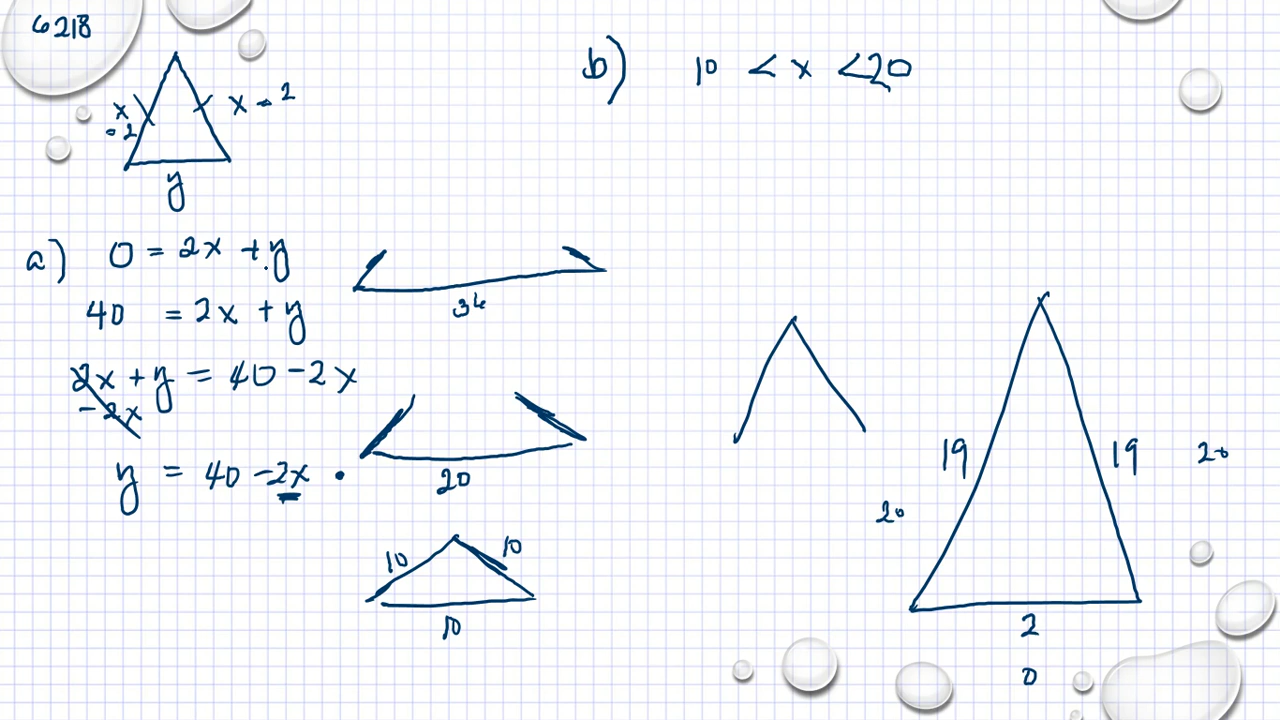 6218
x - 2
x
- 2
y
a) 0 = 2x + y
40 = 2x + y
2x + y = 40 - 2x
- 2x
y = 40 - 2x .
20
10 10
10
b) 10 < x < 20
19 19 20
20
2
0